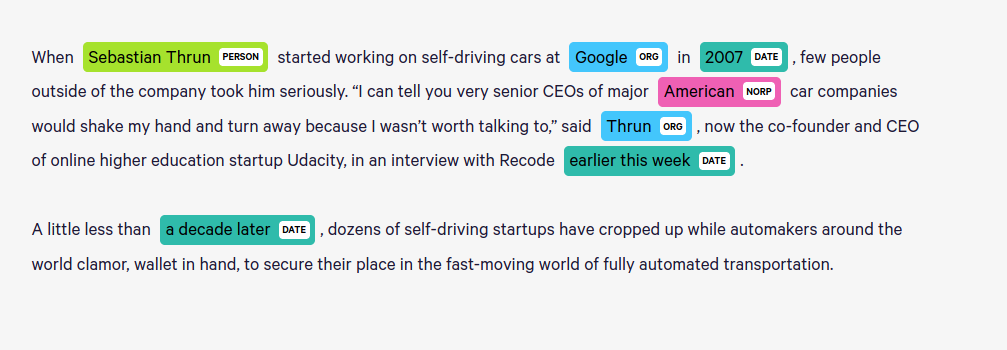 When Sebastian Thrun PERSON started working on self-driving cars at Google ORG in 2007 DATE , few people
outside of the company took him seriously. “I can tell you very senior CEOs of major American NORP car companies
would shake my hand and turn away because I wasn’t worth talking to,” said Thrun ORG , now the co-founder and CEO
of online higher education startup Udacity, in an interview with Recode earlier this week DATE .
A little less than a decade later DATE , dozens of self-driving startups have cropped up while automakers around the
world clamor, wallet in hand, to secure their place in the fast-moving world of fully automated transportation.